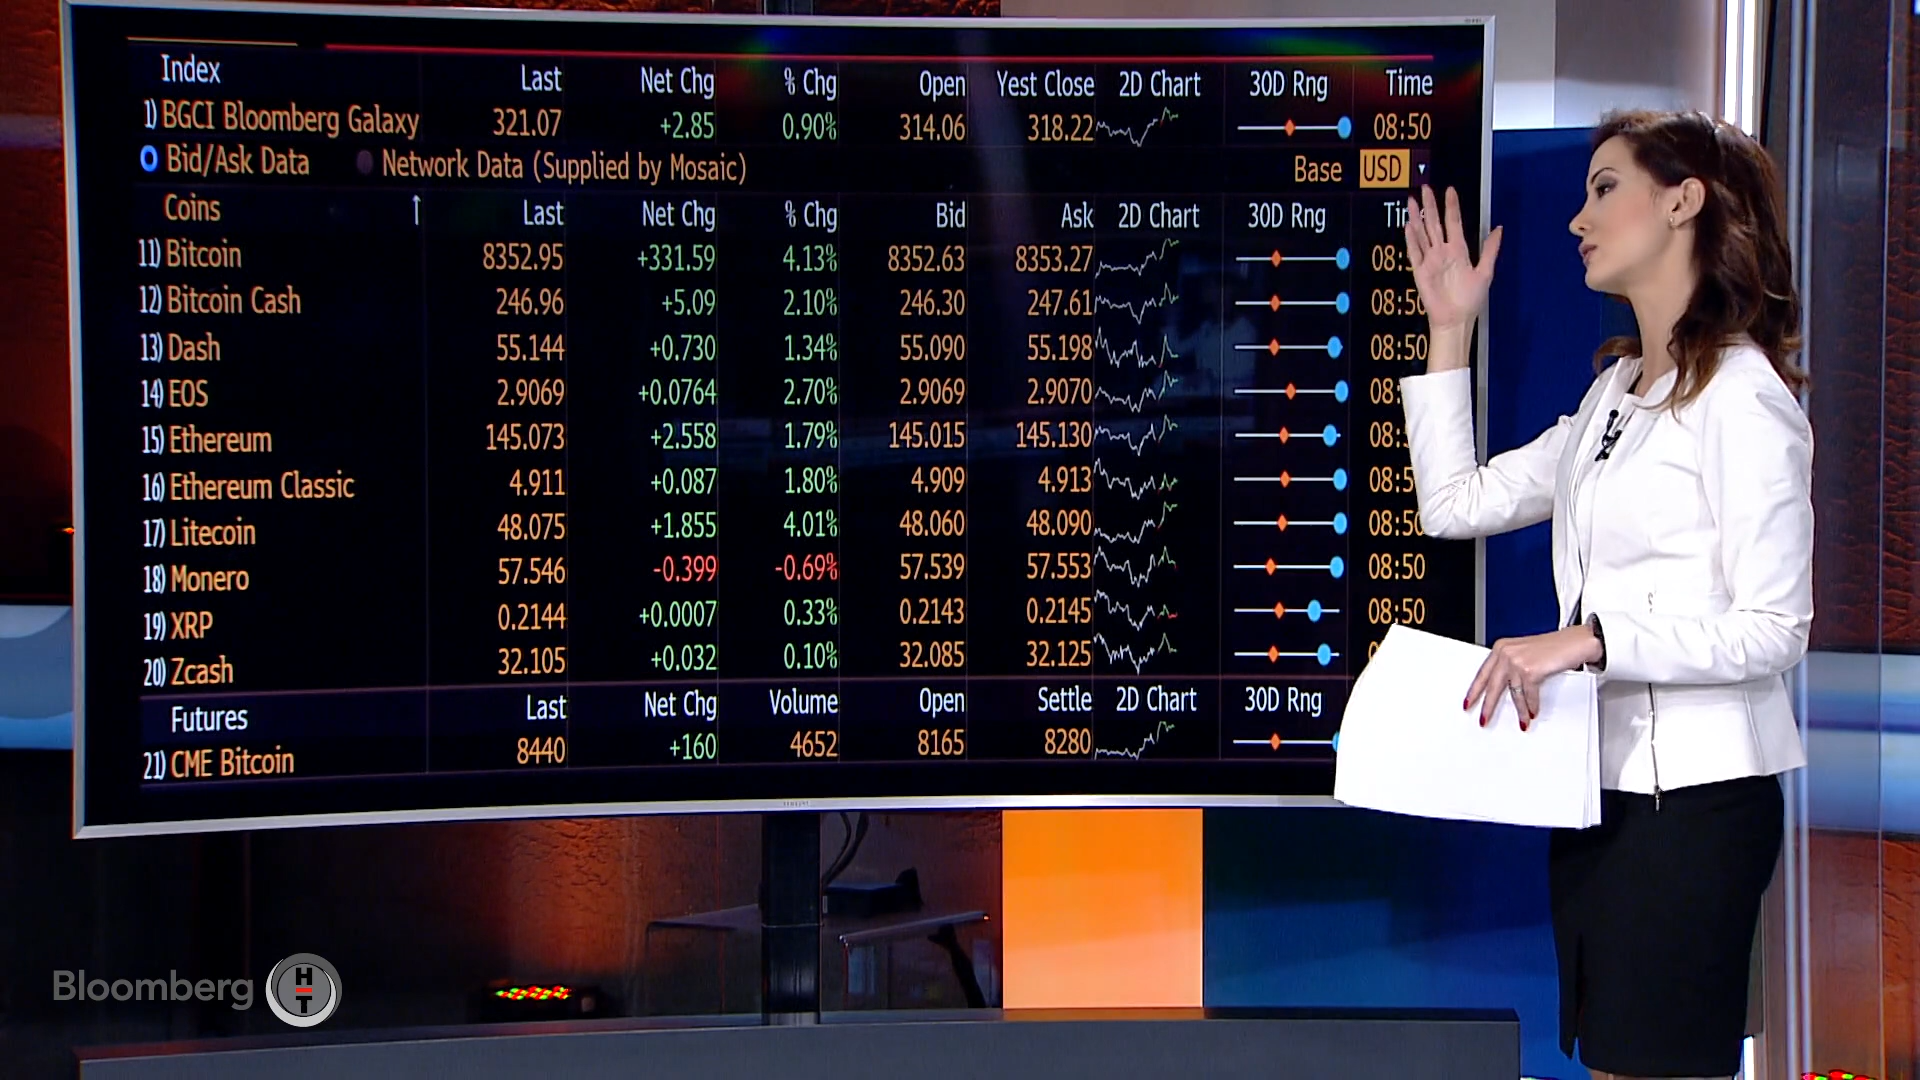 Index Last Net Chg % Chg Open Yest Close 2D Chart 30D Rng Time
1) BGCI Bloomberg Galaxy 321.07 +2.85 0.90% 314.06 318.22 08:50
Bid/Ask Data Network Data (Supplied by Mosaic) Base USD
Coins ↑ Last Net Chg % Chg Bid Ask 2D Chart 30D Rng
11) Bitcoin 8352.95 +331.59 4.13% 8352.63 8353.27
12) Bitcoin Cash 246.96 +5.09 2.10% 246.30 247.61 08:50
13) Dash 55.144 +0.730 1.34% 55.090 55.198 08:50
14) EOS 2.9069 +0.0764 2.70% 2.9069 2.9070
15) Ethereum 145.073 +2.558 1.79% 145.015 145.130
16) Ethereum Classic 4.911 +0.087 1.80% 4.909 4.913
17) Litecoin 48.075 +1.855 4.01% 48.060 48.090 08:50
18) Monero 57.546 -0.399 -0.69% 57.539 57.553 08:50
19) XRP 0.2144 +0.0007 0.33% 0.2143 0.2145 08:50
20) Zcash 32.105 +0.032 0.10% 32.085 32.125
Futures Last Net Chg Volume Open Settle 2D Chart 30D Rng
21) CME Bitcoin 8440 +160 4652 8165 8280
Bloomberg HT